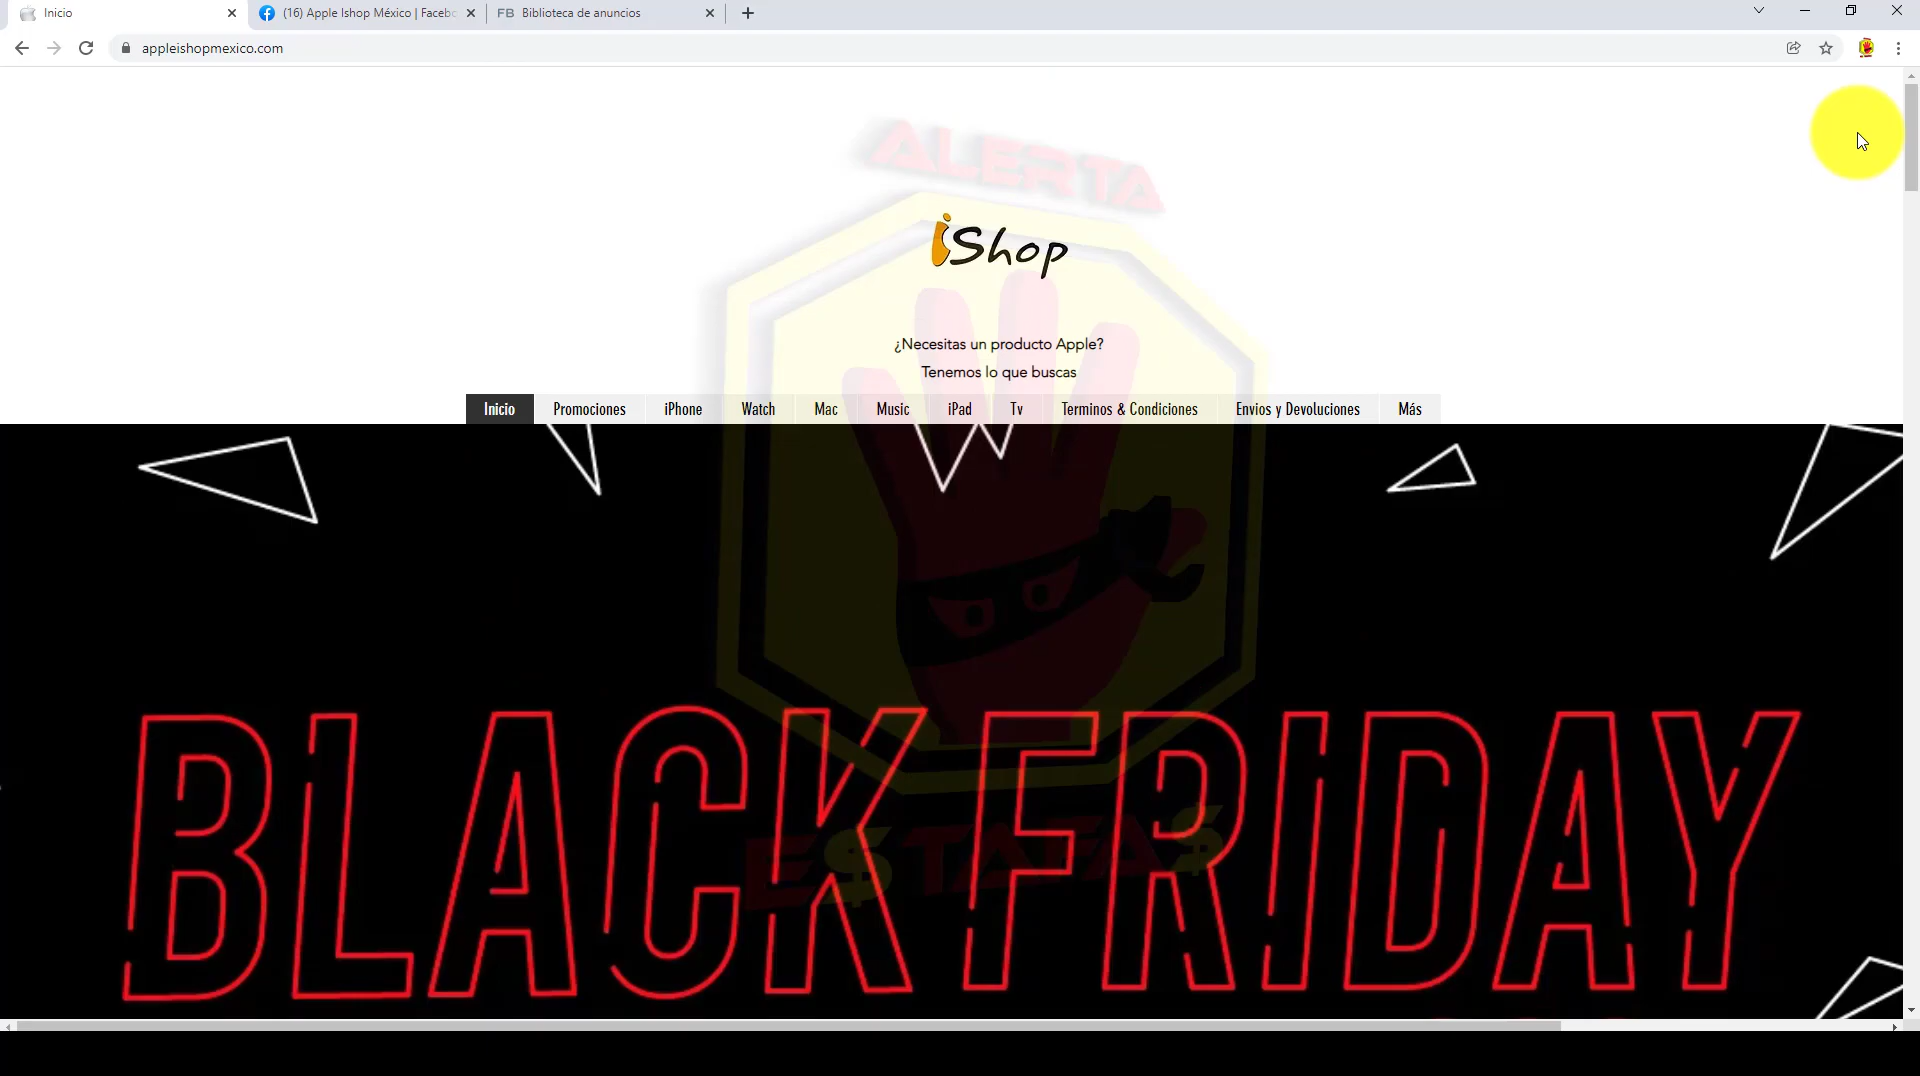 Inicio
(16) Apple Ishop México | Facebo
FB Biblioteca de anuncios
appleishopmexico.com
ALERTA
iShop
¿Necesitas un producto Apple?
Tenemos lo que buscas
Inicio Promociones iPhone Watch Mac Music iPad Tv Terminos & Condiciones Envios y Devoluciones Más
BLACK FRIDAY
E$TAFA$